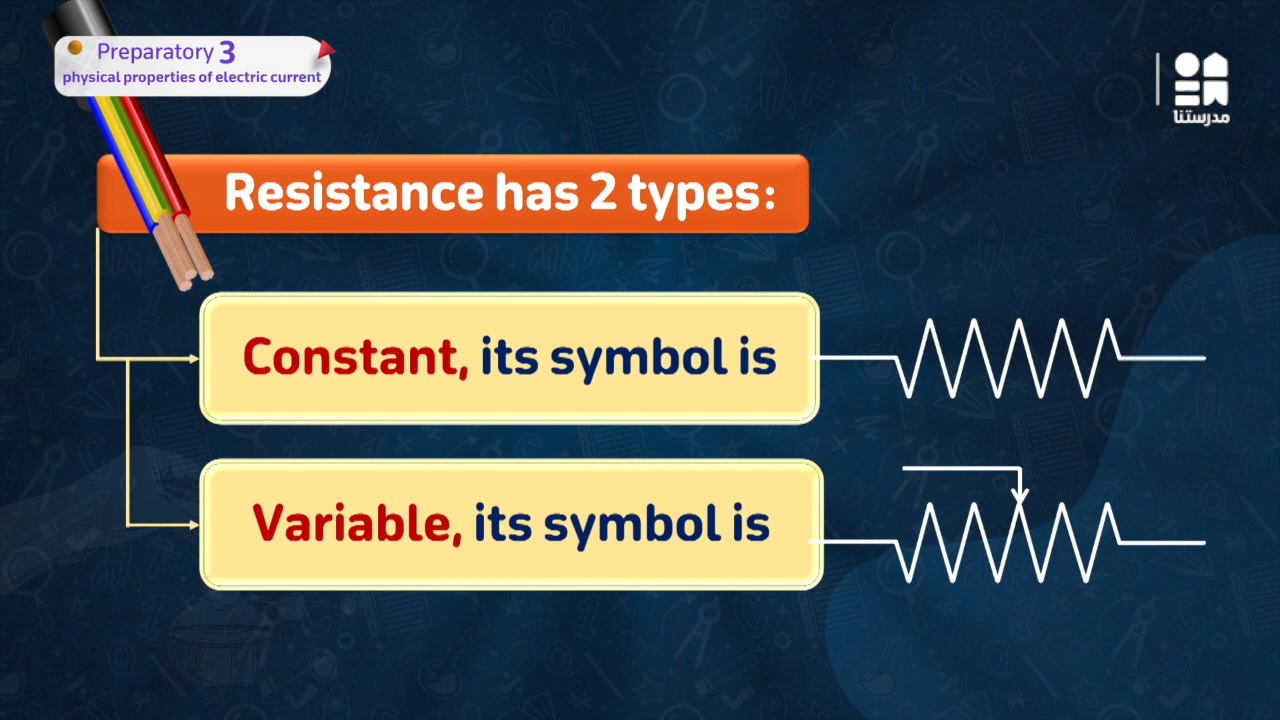 Preparatory 3
physical properties of electric current
مدرستنا
Resistance has 2 types:
Constant, its symbol is
Variable, its symbol is